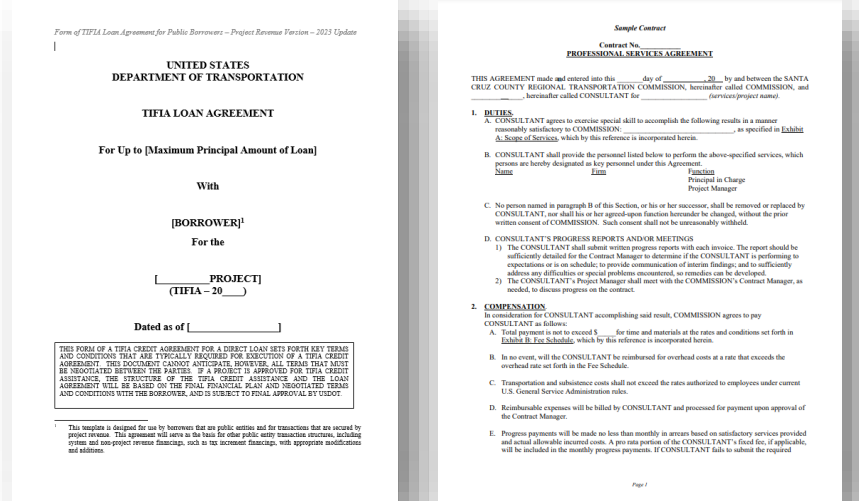 Form of TIFIA Loan Agreement for Public Borrowers – Project Revenue Version – 2025 Update
UNITED STATES
DEPARTMENT OF TRANSPORTATION
TIFIA LOAN AGREEMENT
For Up to [Maximum Principal Amount of Loan]
With
[BORROWER]1
For the
[__________PROJECT]
(TIFIA – 20____)
Dated as of [__________________]
THIS FORM OF A TIFIA CREDIT AGREEMENT FOR A DIRECT LOAN SETS FORTH KEY TERMS
AND CONDITIONS THAT ARE TYPICALLY REQUIRED FOR EXECUTION OF A TIFIA CREDIT
AGREEMENT. THIS DOCUMENT CANNOT ANTICIPATE, HOWEVER, ALL TERMS THAT MUST
BE NEGOTIATED BETWEEN THE PARTIES. IF A PROJECT IS APPROVED FOR TIFIA CREDIT
ASSISTANCE, THE STRUCTURE OF THE TIFIA CREDIT ASSISTANCE AND THE LOAN
AGREEMENT WILL BE BASED ON THE FINAL FINANCIAL PLAN AND NEGOTIATED TERMS
AND CONDITIONS WITH THE BORROWER, AND IS SUBJECT TO FINAL APPROVAL BY USDOT.
1 This template is designed for use by borrowers that are public entities and for transactions that are secured by
project revenue. This agreement will serve as the basis for other public entity transaction structures, including
system and non-project revenue financings, such as tax increment financings, with appropriate modifications
and additions.
Sample Contract
Contract No.__________
PROFESSIONAL SERVICES AGREEMENT
THIS AGREEMENT made and entered into this ______day of __________, 20__ by and between the SANTA
CRUZ COUNTY REGIONAL TRANSPORTATION COMMISSION, hereinafter called COMMISSION, and
____________, hereinafter called CONSULTANT for ________________ (services/project name).
1. DUTIES.
A. CONSULTANT agrees to exercise special skill to accomplish the following results in a manner
reasonably satisfactory to COMMISSION: ___________________________, as specified in Exhibit
A: Scope of Services, which by this reference is incorporated herein.
B. CONSULTANT shall provide the personnel listed below to perform the above-specified services, which
persons are hereby designated as key personnel under this Agreement.
Name Firm Function
Principal in Charge
Project Manager
C. No person named in paragraph B of this Section, or his or her successor, shall be removed or replaced by
CONSULTANT, nor shall his or her agreed-upon function hereunder be changed, without the prior
written consent of COMMISSION. Such consent shall not be unreasonably withheld.
D. CONSULTANT'S PROGRESS REPORTS AND/OR MEETINGS
1) The CONSULTANT shall submit written progress reports with each invoice. The report should be
sufficiently detailed for the Contract Manager to determine if the CONSULTANT is performing to
expectations or is on schedule; to provide communication of interim findings; and to sufficiently
address any difficulties or special problems encountered, so remedies can be developed.
2) The CONSULTANT's Project Manager shall meet with the COMMISSION's Contract Manager, as
needed, to discuss progress on the contract.
2. COMPENSATION.
In consideration for CONSULTANT accomplishing said result, COMMISSION agrees to pay
CONSULTANT as follows:
A. Total payment is not to exceed $_____for time and materials at the rates and conditions set forth in
Exhibit B: Fee Schedule, which by this reference is incorporated herein.
B. In no event, will the CONSULTANT be reimbursed for overhead costs at a rate that exceeds the
overhead rate set forth in the Fee Schedule.
C. Transportation and subsistence costs shall not exceed the rates authorized to employees under current
U.S. General Service Administration rules.
D. Reimbursable expenses will be billed by CONSULTANT and processed for payment upon approval of
the Contract Manager.
E. Progress payments will be made no less than monthly in arrears based on satisfactory services provided
and actual allowable incurred costs. A pro rata portion of the CONSULTANT's fixed fee, if applicable,
will be included in the monthly progress payments. If CONSULTANT fails to submit the required
Page 1